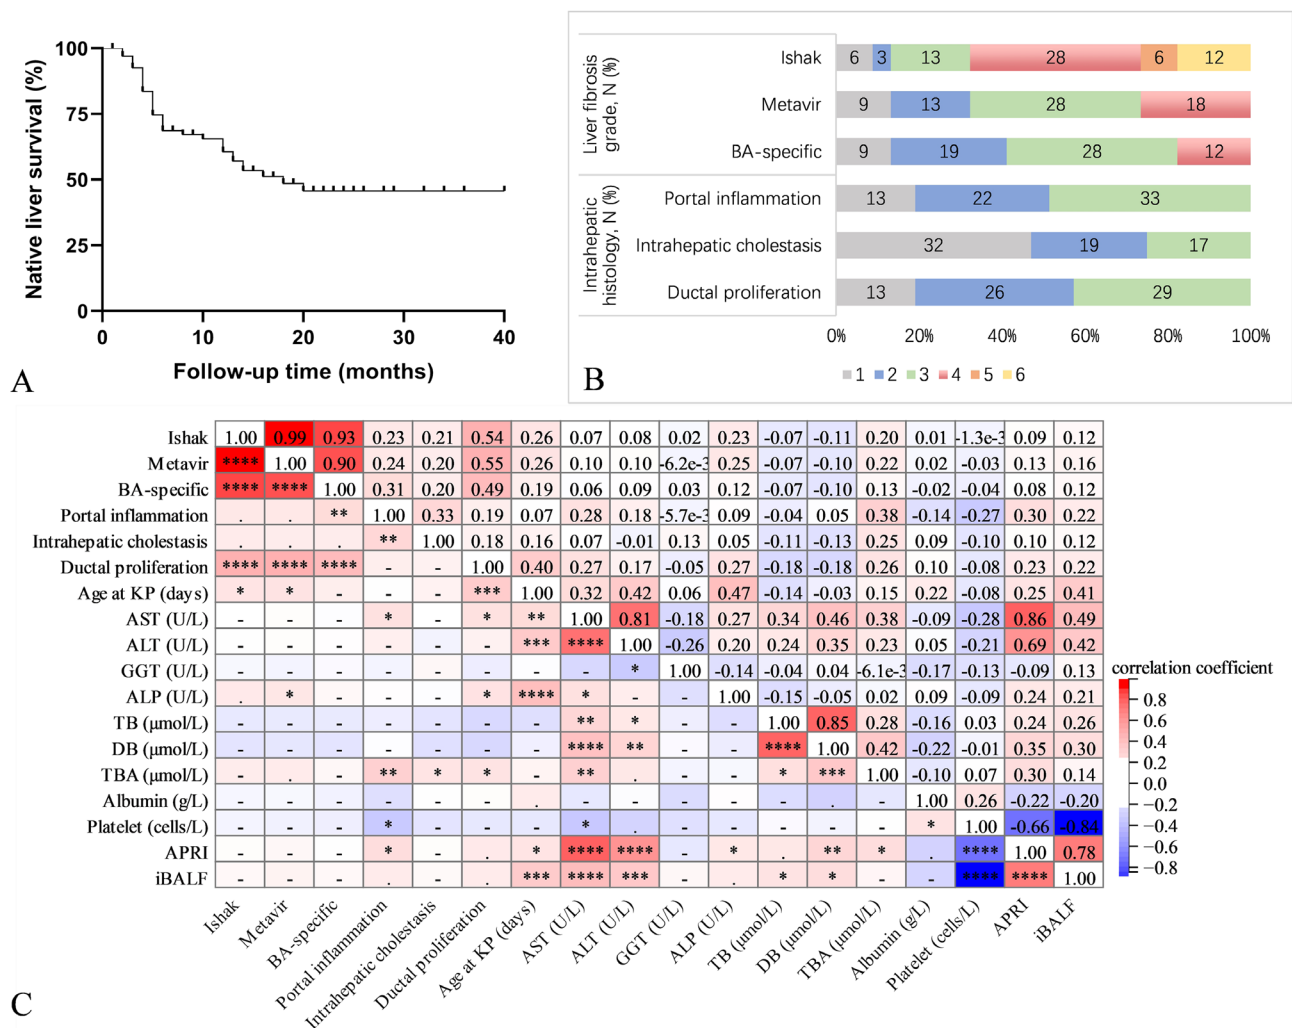 100
75
50
25
0
Native liver survival (%)
0 10 20 30 40
Follow-up time (months)
A
Liver fibrosis
grade, N (%)
Ishak 6 3 13 28 6 12
Metavir 9 13 28 18
BA-specific 9 19 28 12
Intrahepatic
histology, N (%)
Portal inflammation 13 22 33
Intrahepatic cholestasis 32 19 17
Ductal proliferation 13 26 29
0% 20% 40% 60% 80% 100%
1 2 3 4 5 6
B
Ishak 1.00 0.99 0.93 0.23 0.21 0.54 0.26 0.07 0.08 0.02 0.23 -0.07 -0.11 0.20 0.01 -1.3e-3 0.09 0.12
Metavir **** 1.00 0.90 0.24 0.20 0.55 0.26 0.10 0.10 -6.2e-3 0.25 -0.07 -0.10 0.22 0.02 -0.03 0.13 0.16
BA-specific **** **** 1.00 0.31 0.20 0.49 0.19 0.06 0.09 0.03 0.12 -0.07 -0.10 0.13 -0.02 -0.04 0.08 0.12
Portal inflammation . . ** 1.00 0.33 0.19 0.07 0.28 0.18 -5.7e-3 0.09 -0.04 0.05 0.38 -0.14 -0.27 0.30 0.22
Intrahepatic cholestasis . . . ** 1.00 0.18 0.16 0.07 -0.01 0.13 0.05 -0.11 -0.13 0.25 0.09 -0.10 0.10 0.12
Ductal proliferation **** **** **** - - 1.00 0.40 0.27 0.17 -0.05 0.27 -0.18 -0.18 0.26 0.10 -0.08 0.23 0.22
Age at KP (days) * * - - - *** 1.00 0.32 0.42 0.06 0.47 -0.14 -0.03 0.15 0.22 -0.08 0.25 0.41
AST (U/L) - - - * - * ** 1.00 0.81 -0.18 0.27 0.34 0.46 0.38 -0.09 -0.28 0.86 0.49
ALT (U/L) - - - - - - *** **** 1.00 -0.26 0.20 0.24 0.35 0.23 0.05 -0.21 0.69 0.42
GGT (U/L) - - - - - - - - * 1.00 -0.14 -0.04 0.04 -6.1e-3 -0.17 -0.13 -0.09 0.13
ALP (U/L) . * - - - * **** * - - 1.00 -0.15 -0.05 0.02 0.09 -0.09 0.24 0.21
TB (μmol/L) - - - - - - - ** * - - 1.00 0.85 0.28 -0.16 0.03 0.24 0.26
DB (μmol/L) - - - - - - - **** ** - - **** 1.00 0.42 -0.22 -0.01 0.35 0.30
TBA (μmol/L) - . - ** * * - ** . - - * *** 1.00 -0.10 0.07 0.30 0.14
Albumin (g/L) - - - - - - . - - - - - . - 1.00 0.26 -0.22 -0.20
Platelet (cells/L) - - - * - - - * . - - - - - * 1.00 -0.66 -0.84
APRI - - - * - . * **** **** - * . ** * . **** 1.00 0.78
iBALF - - - . - . *** **** *** - . * * - - **** **** 1.00
Ishak
Metavir
BA-specific
Portal inflammation
Intrahepatic cholestasis
Ductal proliferation
Age at KP (days)
AST (U/L)
ALT (U/L)
GGT (U/L)
ALP (U/L)
TB (μmol/L)
DB (μmol/L)
TBA (μmol/L)
Albumin (g/L)
Platelet (cells/L)
APRI
iBALF
correlation coefficient
0.8
0.6
0.4
0.2
0.0
−0.2
−0.4
−0.6
−0.8
C